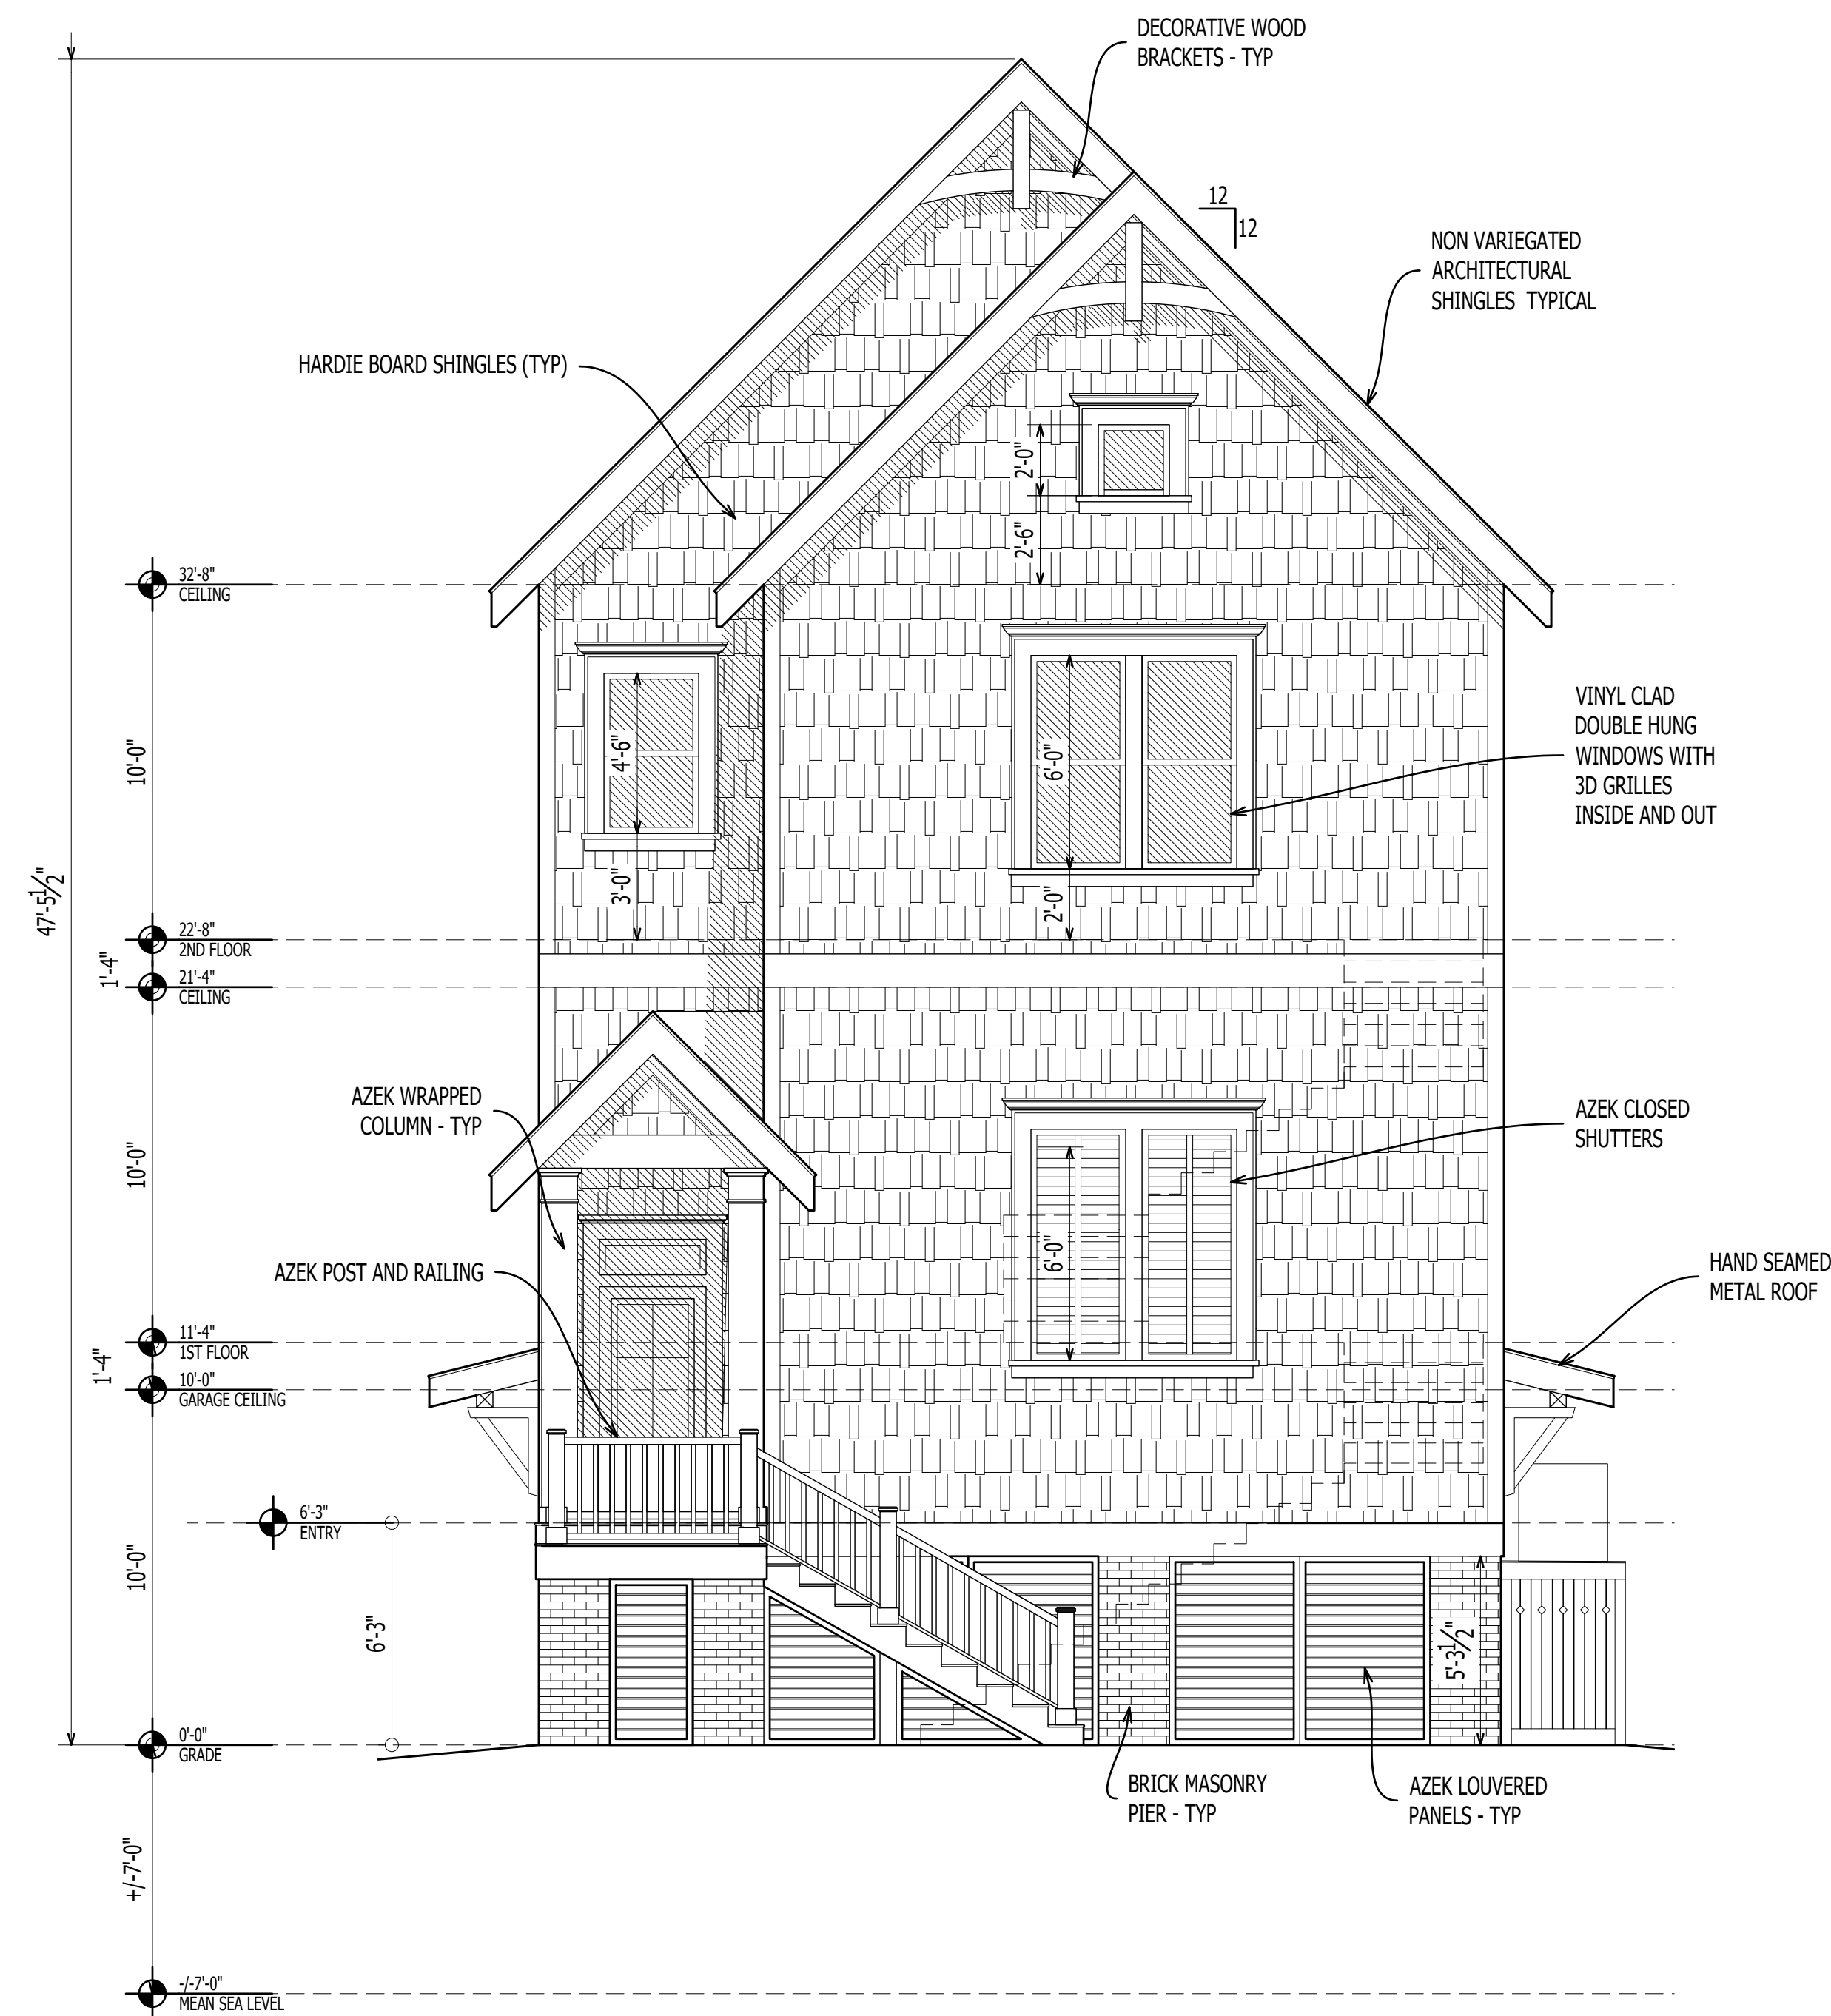 DECORATIVE WOOD
BRACKETS - TYP
12
12
NON VARIEGATED
ARCHITECTURAL
SHINGLES  TYPICAL
HARDIE BOARD SHINGLES (TYP)
2'-0"
2'-6"
32'-8"
CEILING
10'-0"
4'-6"
3'-0"
6'-0"
2'-0"
VINYL CLAD
DOUBLE HUNG
WINDOWS WITH
3D GRILLES
INSIDE AND OUT
47'-5 1/2"
22'-8"
2ND FLOOR
1'-4"
21'-4"
CEILING
AZEK WRAPPED
COLUMN - TYP
AZEK CLOSED
SHUTTERS
10'-0"
6'-0"
AZEK POST AND RAILING
HAND SEAMED
METAL ROOF
11'-4"
1ST FLOOR
1'-4"
10'-0"
GARAGE CEILING
6'-3"
ENTRY
10'-0"
6'-3"
5'-3 1/2"
0'-0"
GRADE
BRICK MASONRY
PIER - TYP
AZEK LOUVERED
PANELS - TYP
+/-7'-0"
-/-7'-0"
MEAN SEA LEVEL